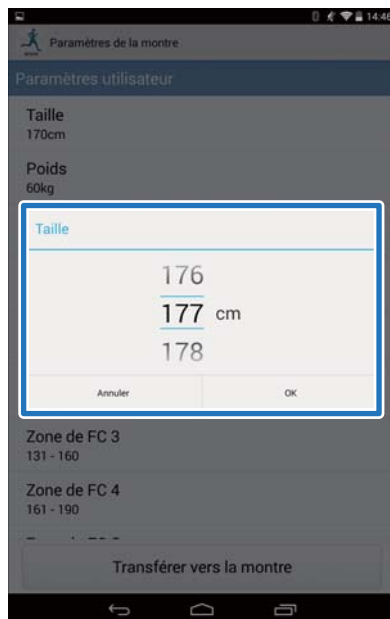 14:46
Paramètres de la montre
Paramètres utilisateur
Taille
170cm
Poids
60kg
Taille
176
177 cm
178
Annuler
OK
Zone de FC 3
131 - 160
Zone de FC 4
161 - 190
Transférer vers la montre